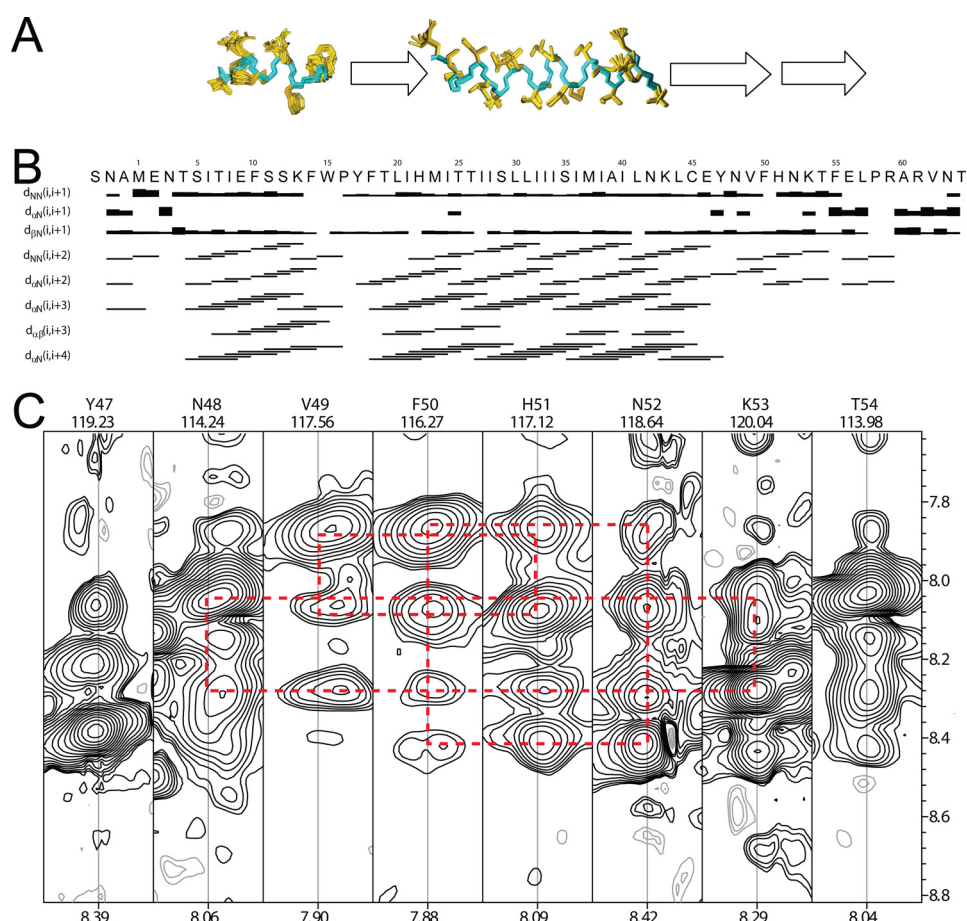 A
B
1 5 10 15 20 25 30 35 40 45 50 55 60
S N A M E N T S I T I E F S S K F W P Y F T L I H M I T T I I S L L I I I S I M I A I L N K L C E Y N V F H N K T F E L P R A R V N T
dNN(i,i+1)
dαN(i,i+1)
dβN(i,i+1)
dNN(i,i+2)
dαN(i,i+2)
dαN(i,i+3)
dαβ(i,i+3)
dαN(i,i+4)
C
Y47 N48 V49 F50 H51 N52 K53 T54
119.23 114.24 117.56 116.27 117.12 118.64 120.04 113.98
7.8
8.0
8.2
8.4
8.6
8.8
8.39 8.06 7.90 7.88 8.09 8.42 8.29 8.04